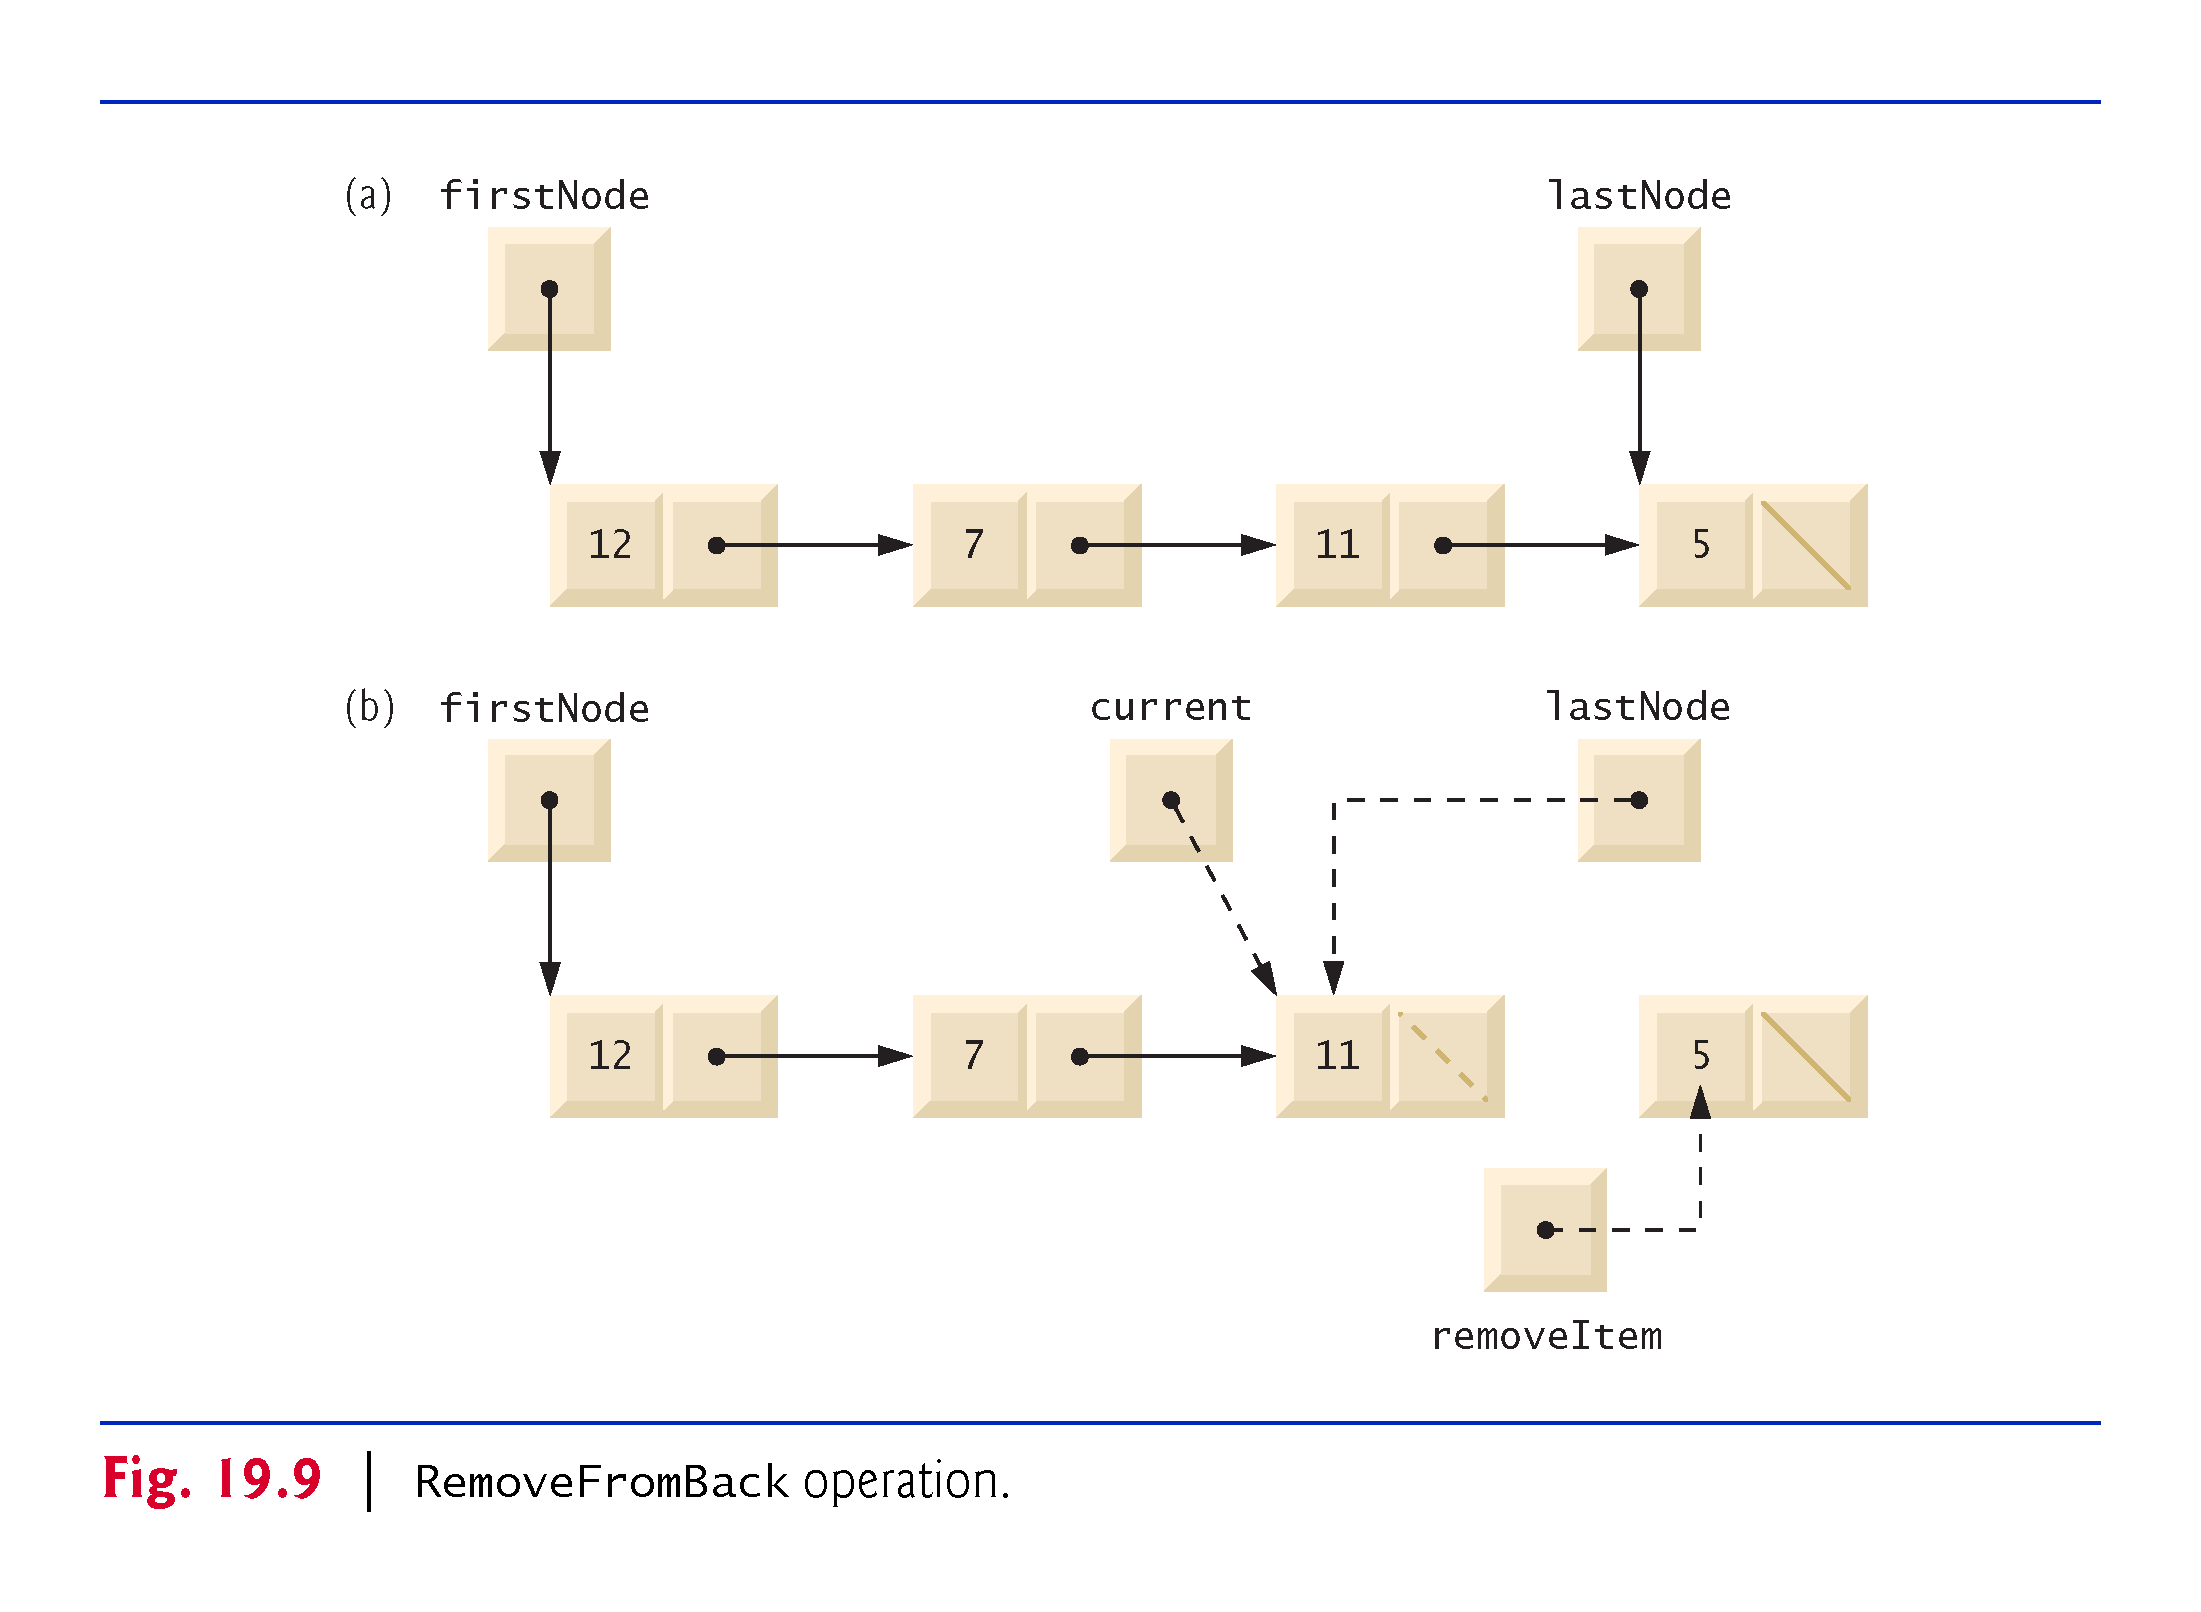 (a) firstNode lastNode
12 7 11 5
(b) firstNode current lastNode
12 7 11 5
removeItem
Fig. 19.9 | RemoveFromBack operation.